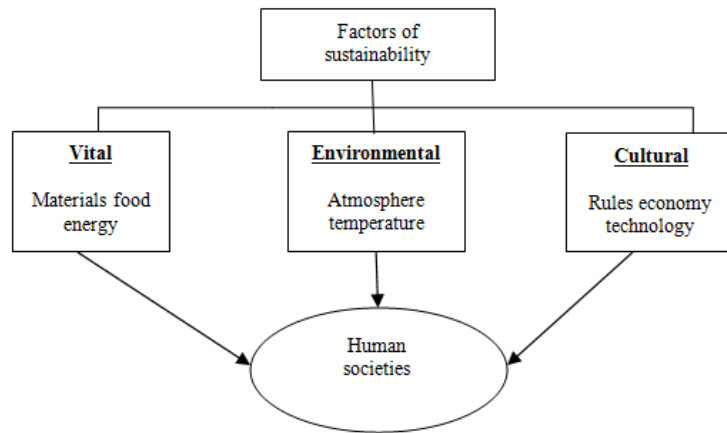 Factors of
sustainability
Vital
Materials food
energy
Environmental
Atmosphere
temperature
Cultural
Rules economy
technology
Human
societies